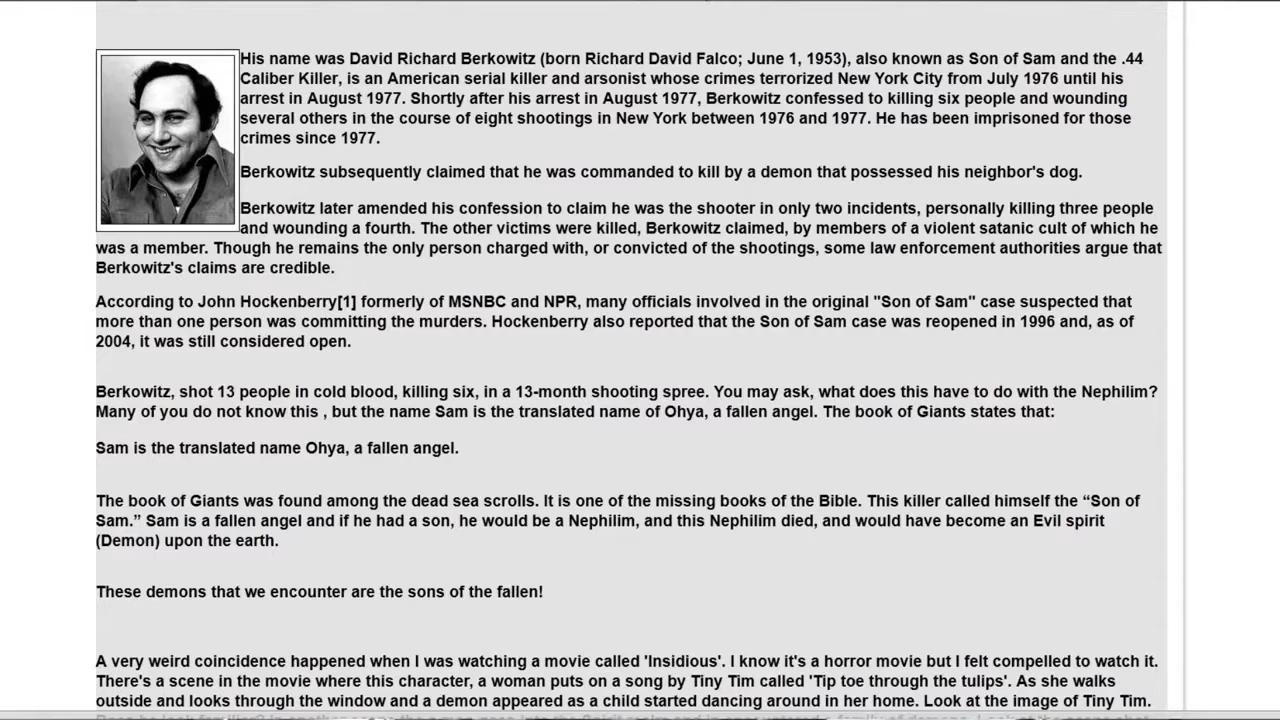 His name was David Richard Berkowitz (born Richard David Falco; June 1, 1953), also known as Son of Sam and the .44
Caliber Killer, is an American serial killer and arsonist whose crimes terrorized New York City from July 1976 until his
arrest in August 1977. Shortly after his arrest in August 1977, Berkowitz confessed to killing six people and wounding
several others in the course of eight shootings in New York between 1976 and 1977. He has been imprisoned for those
crimes since 1977.
Berkowitz subsequently claimed that he was commanded to kill by a demon that possessed his neighbor's dog.
Berkowitz later amended his confession to claim he was the shooter in only two incidents, personally killing three people
and wounding a fourth. The other victims were killed, Berkowitz claimed, by members of a violent satanic cult of which he
was a member. Though he remains the only person charged with, or convicted of the shootings, some law enforcement authorities argue that
Berkowitz's claims are credible.
According to John Hockenberry[1] formerly of MSNBC and NPR, many officials involved in the original "Son of Sam" case suspected that
more than one person was committing the murders. Hockenberry also reported that the Son of Sam case was reopened in 1996 and, as of
2004, it was still considered open.
Berkowitz, shot 13 people in cold blood, killing six, in a 13-month shooting spree. You may ask, what does this have to do with the Nephilim?
Many of you do not know this , but the name Sam is the translated name of Ohya, a fallen angel. The book of Giants states that:
Sam is the translated name Ohya, a fallen angel.
The book of Giants was found among the dead sea scrolls. It is one of the missing books of the Bible. This killer called himself the “Son of
Sam.” Sam is a fallen angel and if he had a son, he would be a Nephilim, and this Nephilim died, and would have become an Evil spirit
(Demon) upon the earth.
These demons that we encounter are the sons of the fallen!
A very weird coincidence happened when I was watching a movie called 'Insidious'. I know it's a horror movie but I felt compelled to watch it.
There's a scene in the movie where this character, a woman puts on a song by Tiny Tim called 'Tip toe through the tulips'. As she walks
outside and looks through the window and a demon appeared as a child started dancing around in her home. Look at the image of Tiny Tim.